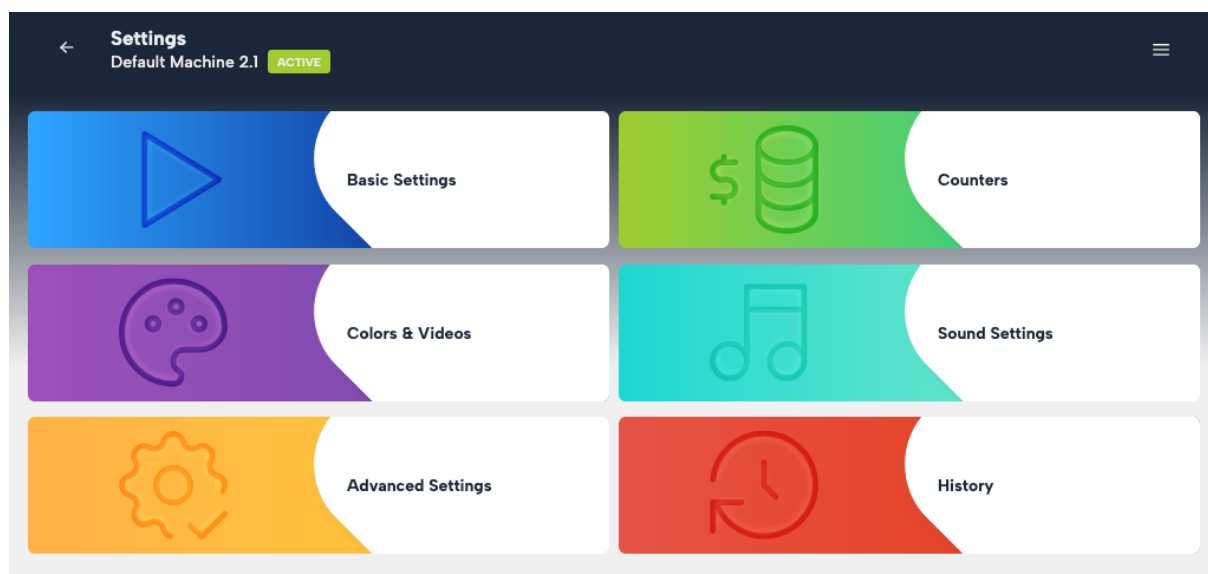 Settings
Default Machine 2.1 ACTIVE
Basic Settings
$ Counters
Colors & Videos
Sound Settings
Advanced Settings
History